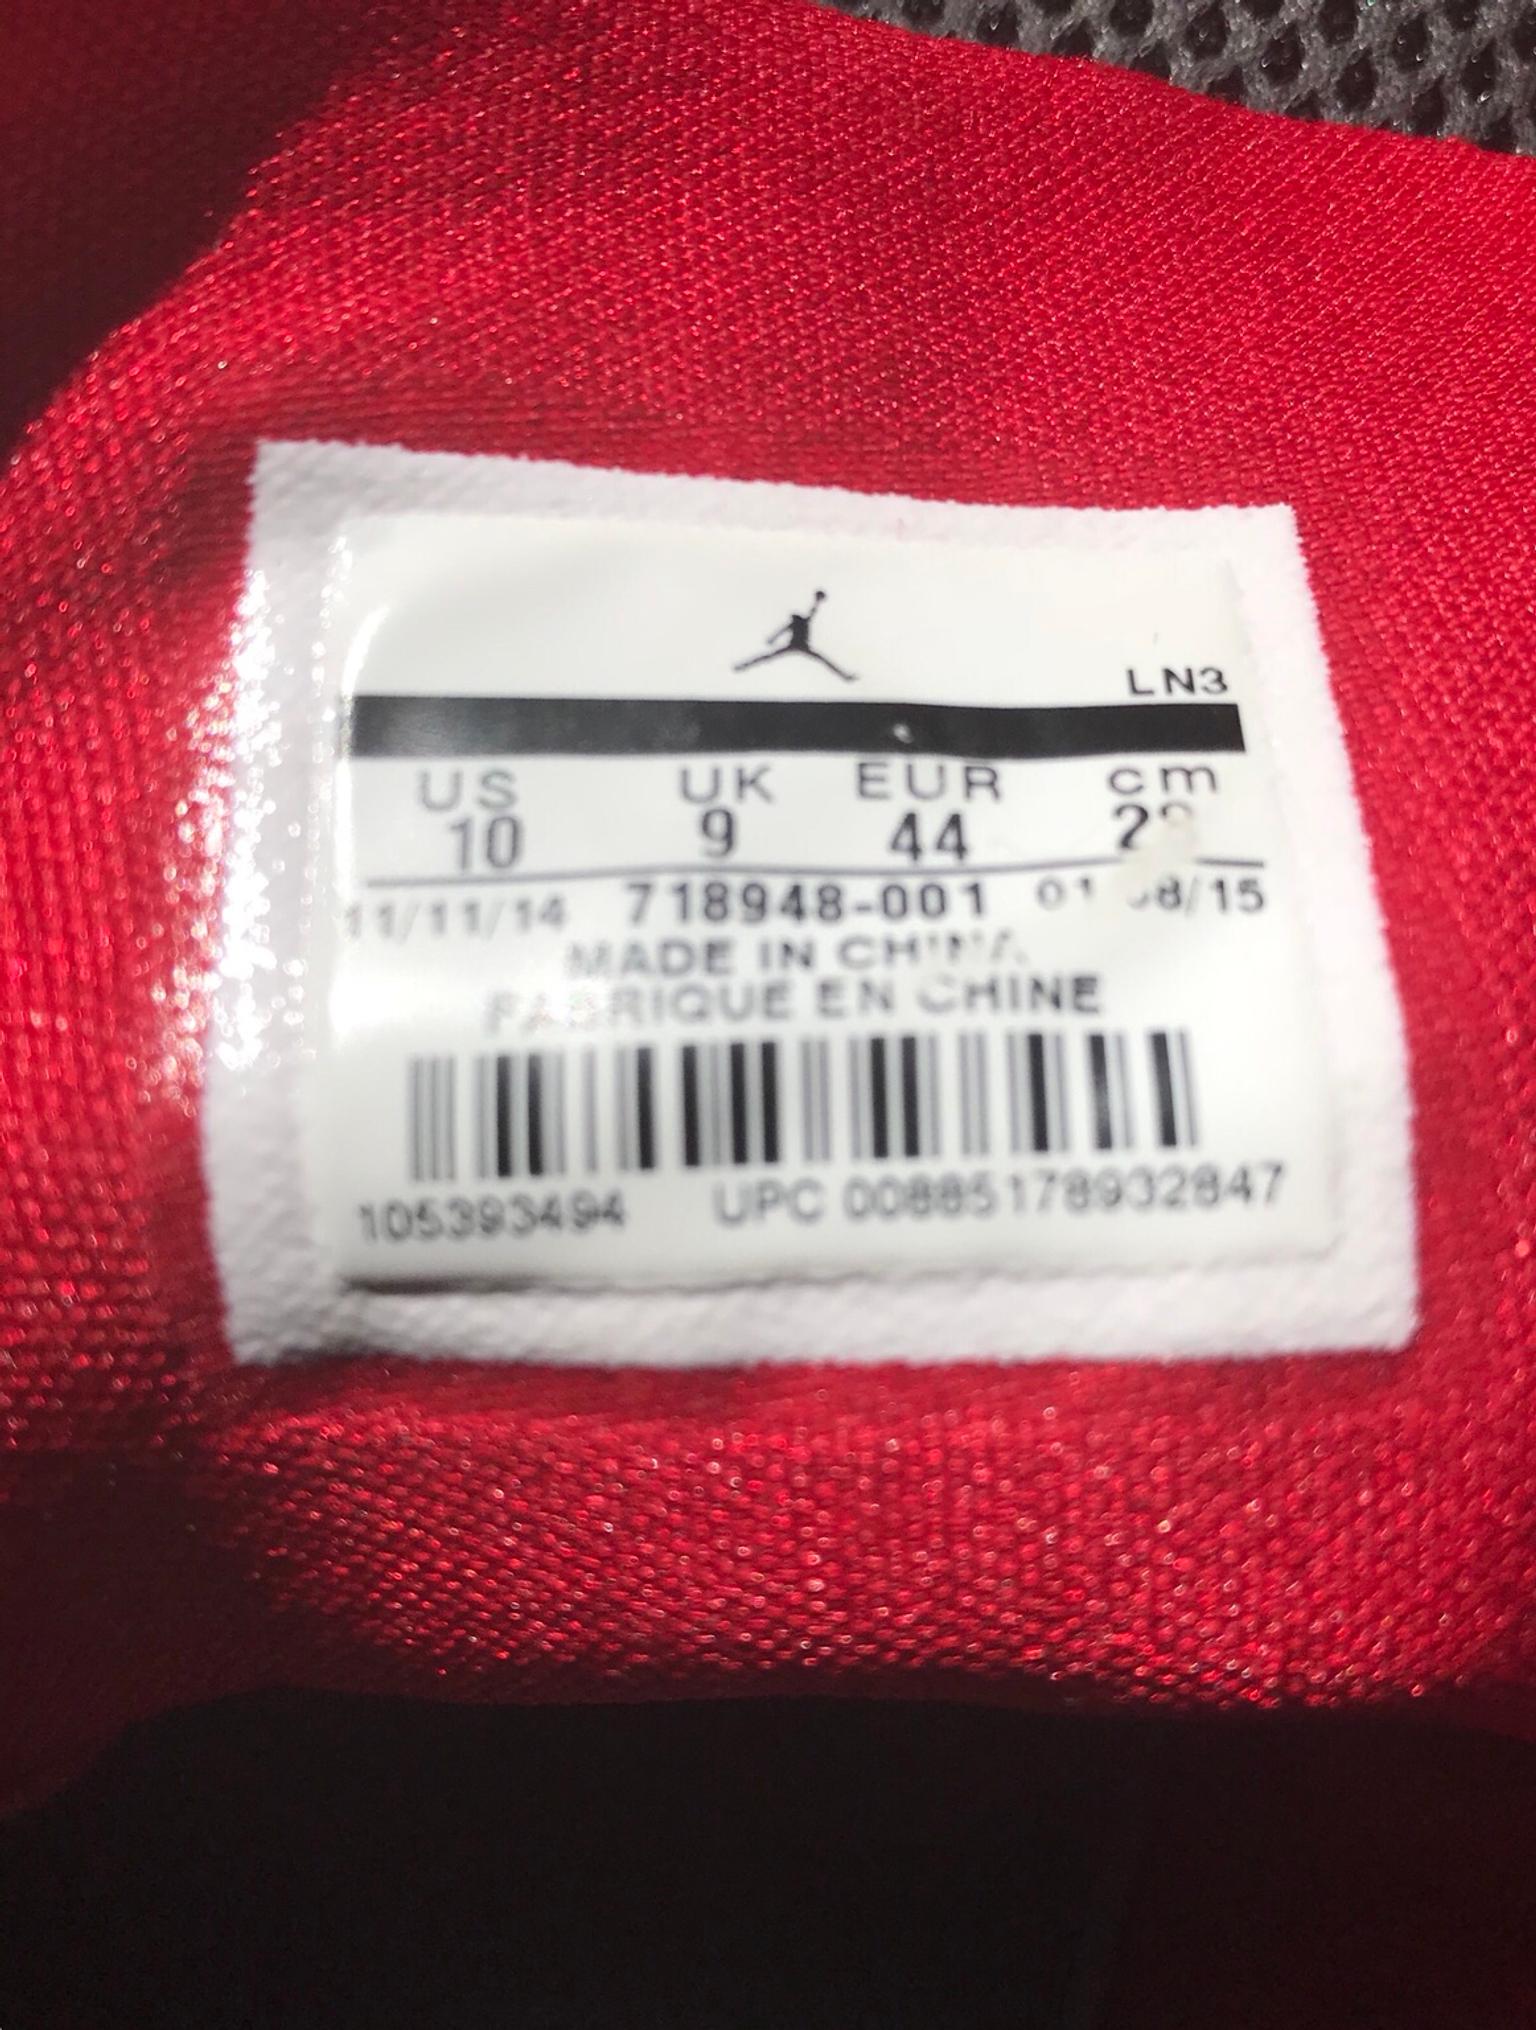 LN3
US UK EUR cm
10 9 44
11/11/14 718948-001
MADE IN CHINA
FABRIQUE EN CHINE
105393494 UPC 00885178932847